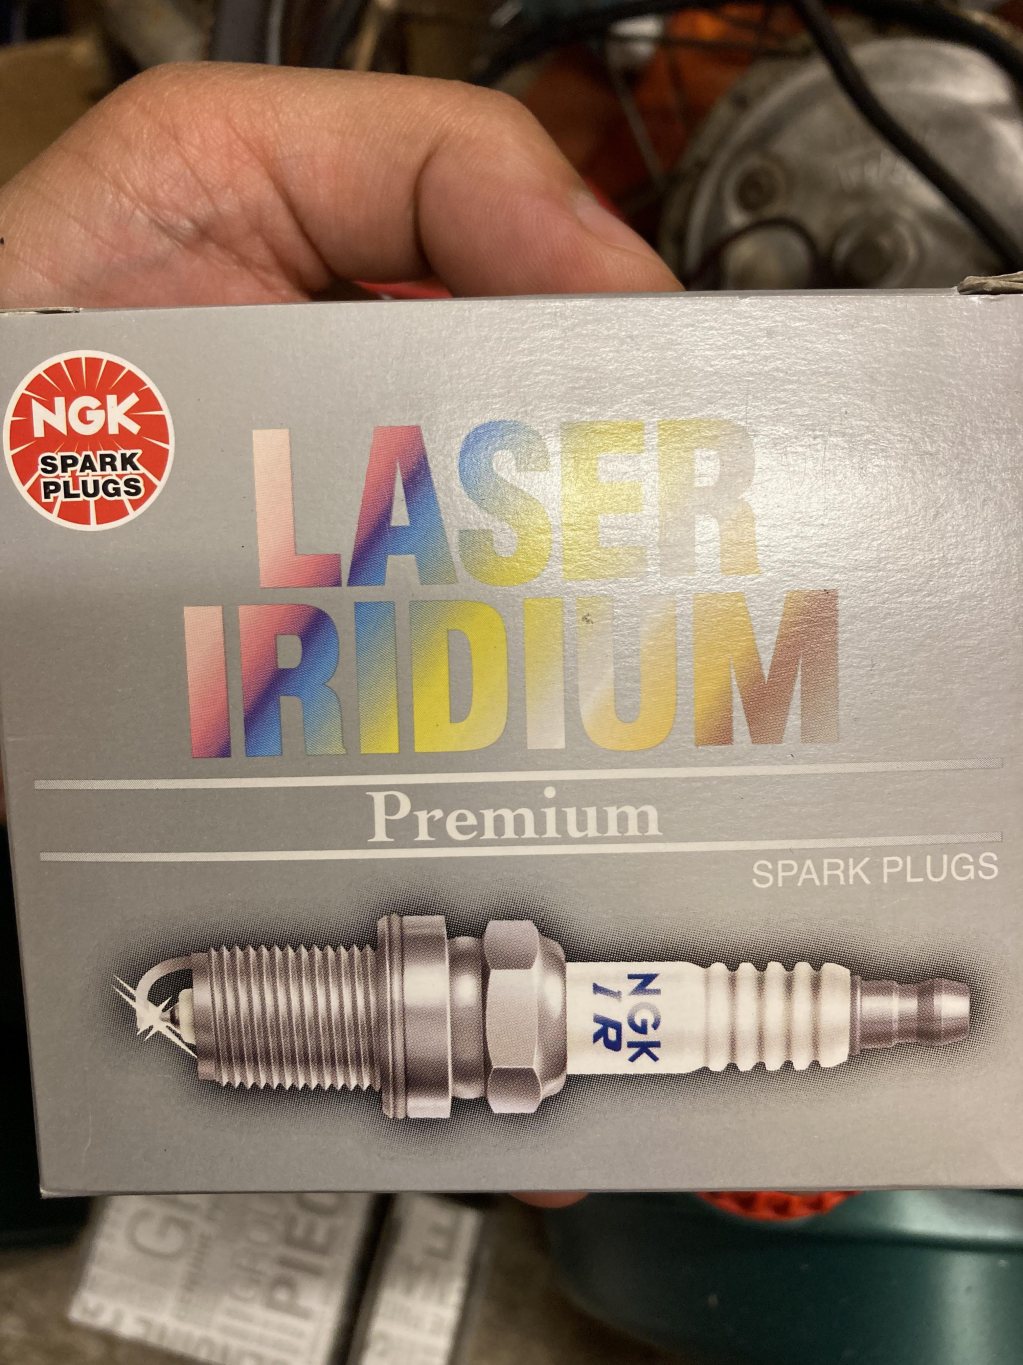 NGK
SPARK
PLUGS
LASER
IRIDIUM
Premium
SPARK PLUGS
NGK
IR